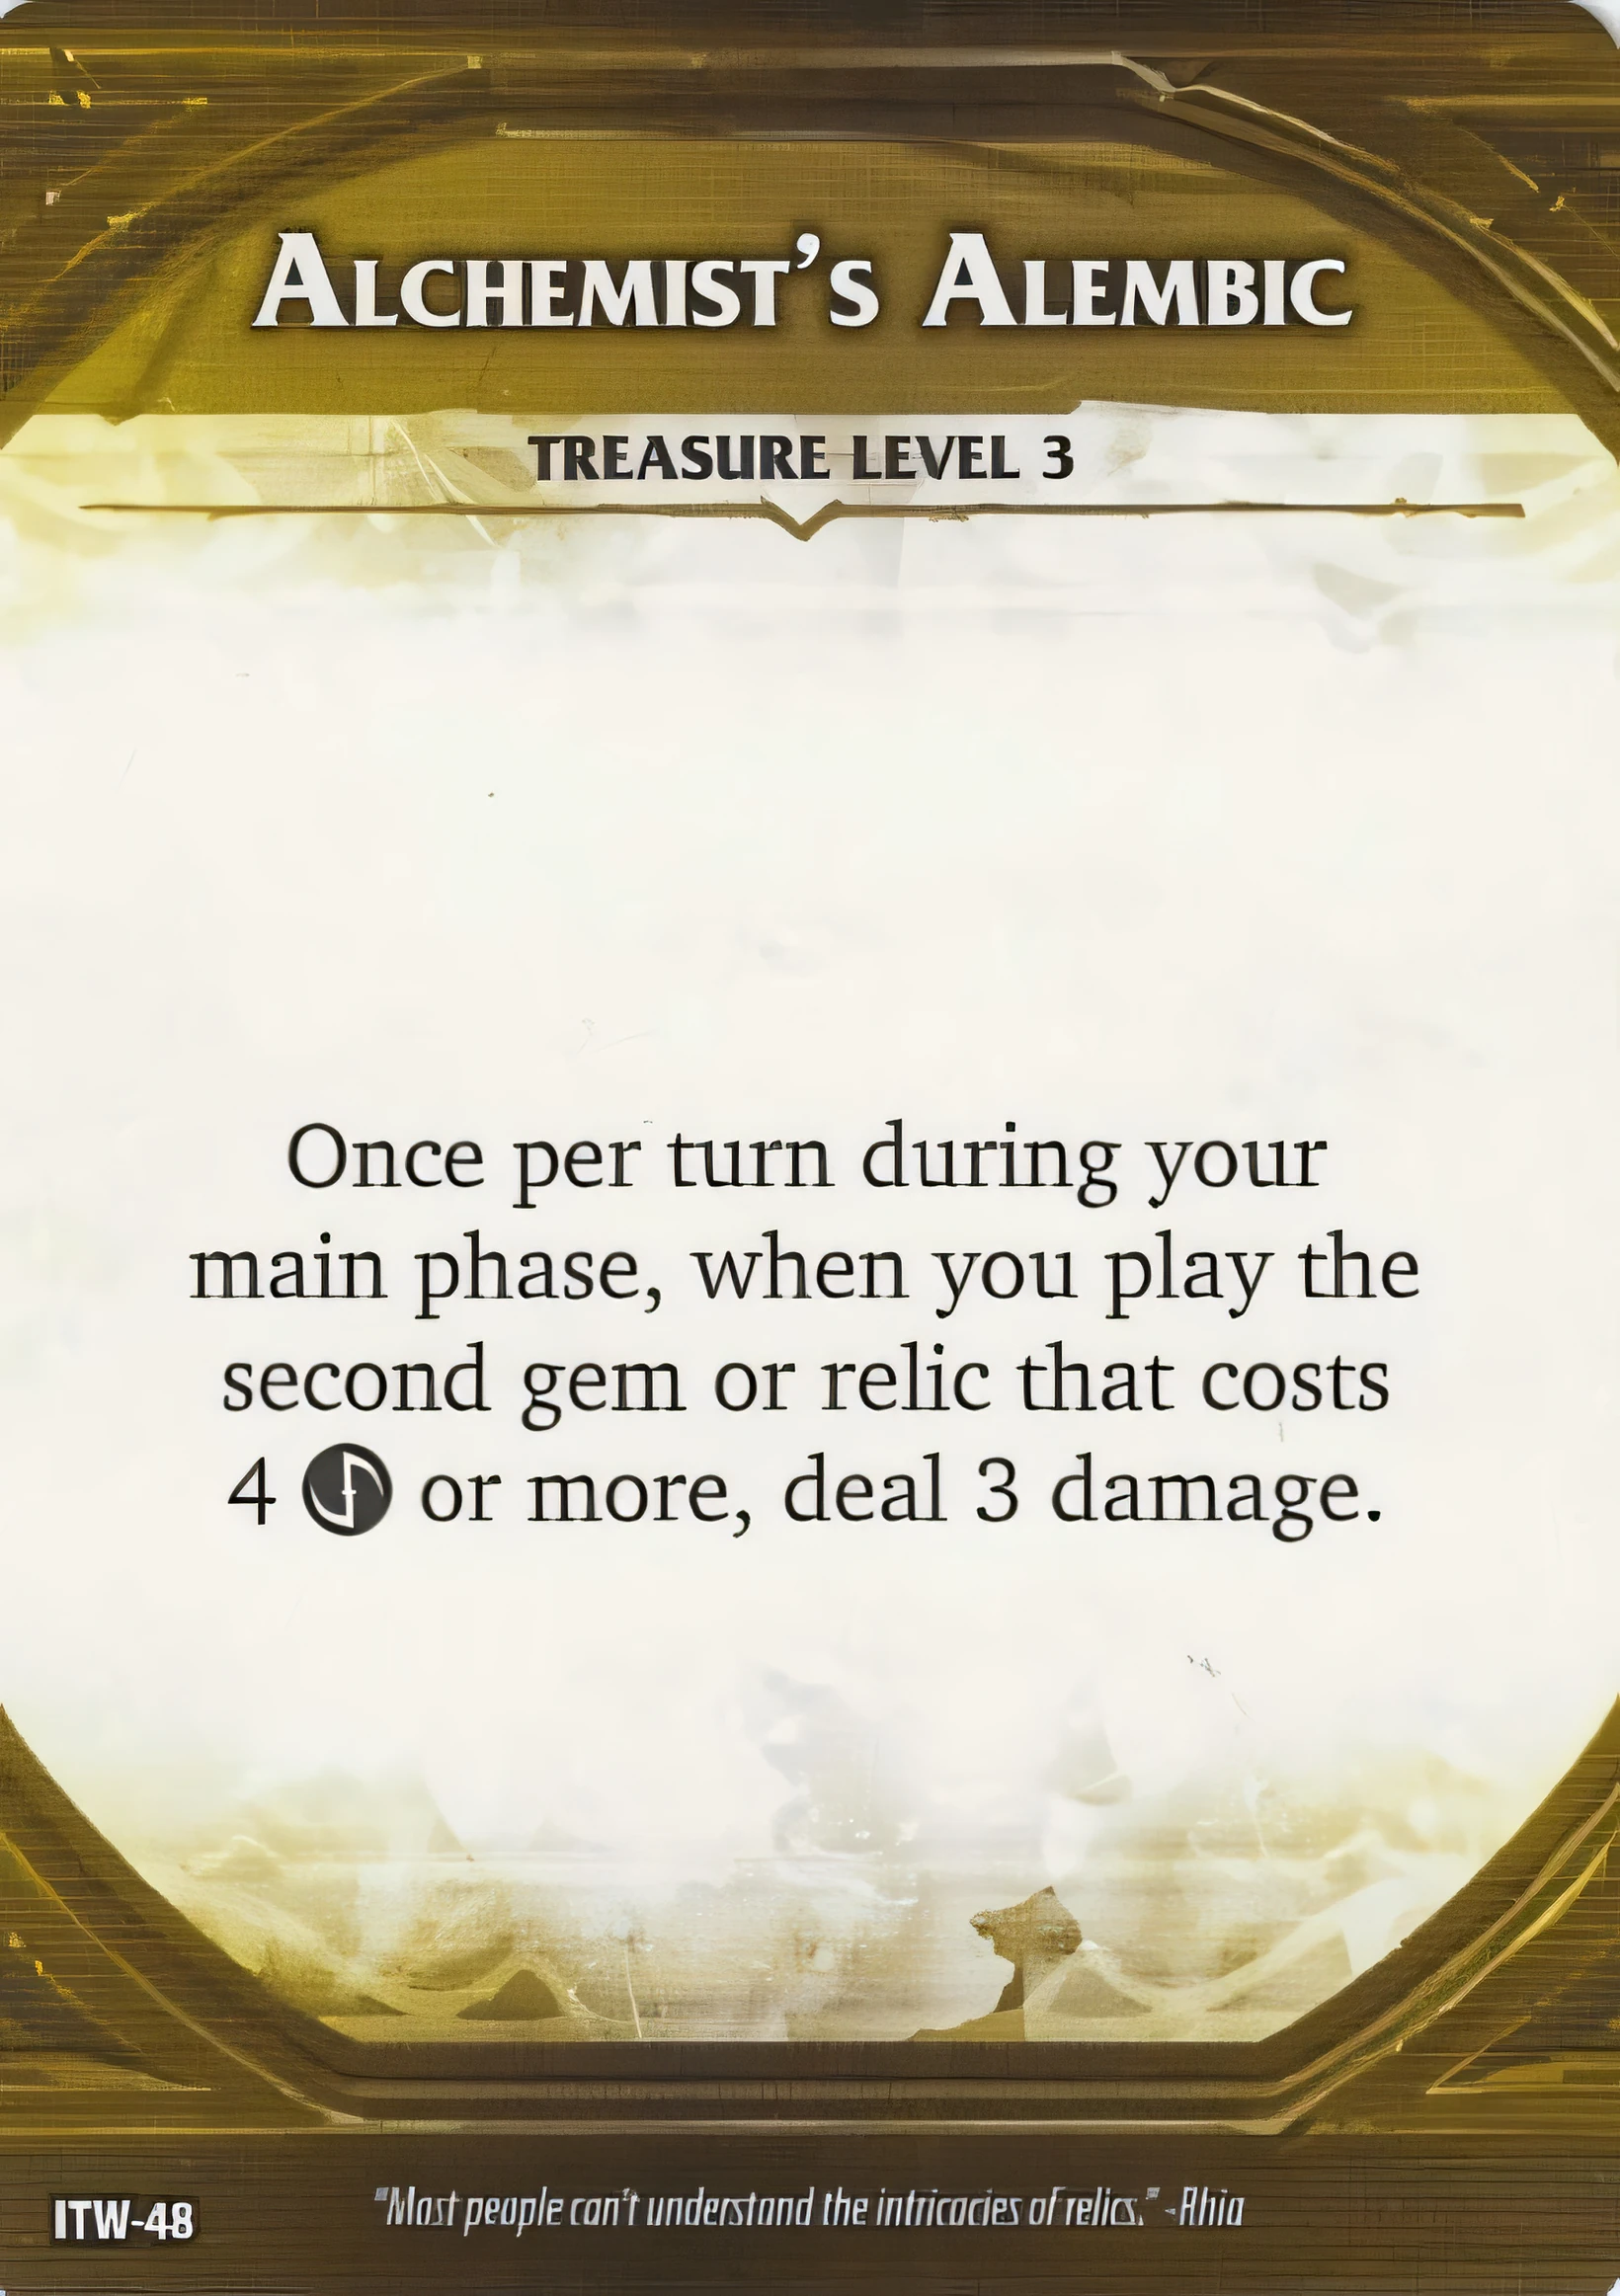 Alchemist's Alembic
TREASURE LEVEL 3
Once per turn during your
main phase, when you play the
second gem or relic that costs
4 or more, deal 3 damage.
ITW-48
"Most people can't understand the intricacies of relics." -Rhia